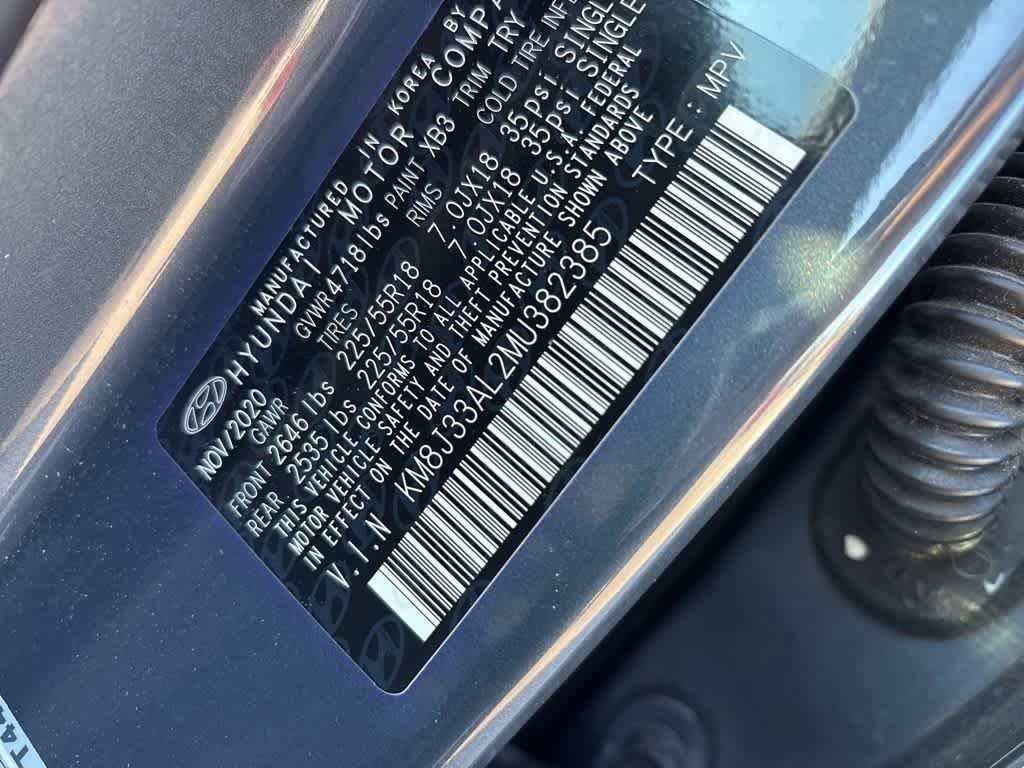 MANUFACTURED IN KOREA BY
HYUNDAI MOTOR COMPA
NOV/2020 GVWR 4718lbs PAINT XB3 TRIM TRY
GAWR TIRES RIMS COLD TIRE INF
FRONT 2646 lbs 225/55R18 7.0JX18 35psi SINGL
REAR 2535 lbs 225/55R18 7.0JX18 35psi SINGLE
THIS VEHICLE CONFORMS TO ALL APPLICABLE U.S.A. FEDERAL
MOTOR VEHICLE SAFETY AND THEFT PREVENTION STANDARDS
IN EFFECT ON THE DATE OF MANUFACTURE SHOWN ABOVE
V.I.N KM8J33AL2MU382385 TYPE : MPV